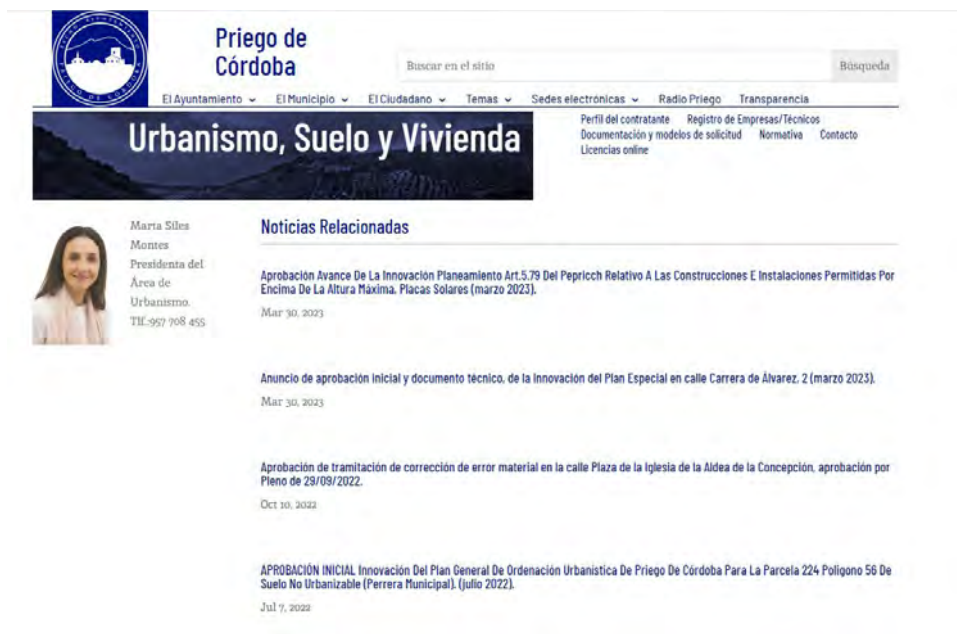 Priego de
Córdoba
Buscar en el sitio
Búsqueda
El Ayuntamiento
El Municipio
El Ciudadano
Temas
Sedes electrónicas
Radio Priego
Transparencia
Urbanismo, Suelo y Vivienda
Perfil del contratante Registro de Empresas/Técnicos
Documentación y modelos de solicitud Normativa Contacto
Licencias online
Marta Siles
Montes
Presidenta del
Área de
Urbanismo.
Tlf.:957 708 455
Noticias Relacionadas
Aprobación Avance De La Innovación Planeamiento Art.5.79 Del Pepricch Relativo A Las Construcciones E Instalaciones Permitidas Por
Encima De La Altura Máxima. Placas Solares (marzo 2023).
Mar 30, 2023
Anuncio de aprobación inicial y documento técnico, de la innovación del Plan Especial en calle Carrera de Álvarez, 2 (marzo 2023).
Mar 30, 2023
Aprobación de tramitación de corrección de error material en la calle Plaza de la Iglesia de la Aldea de la Concepción, aprobación por
Pleno de 29/09/2022.
Oct 10, 2022
APROBACIÓN INICIAL Innovación Del Plan General De Ordenación Urbanística De Priego De Córdoba Para La Parcela 224 Poligono 56 De
Suelo No Urbanizable (Perrera Municipal). (julio 2022).
Jul 7, 2022